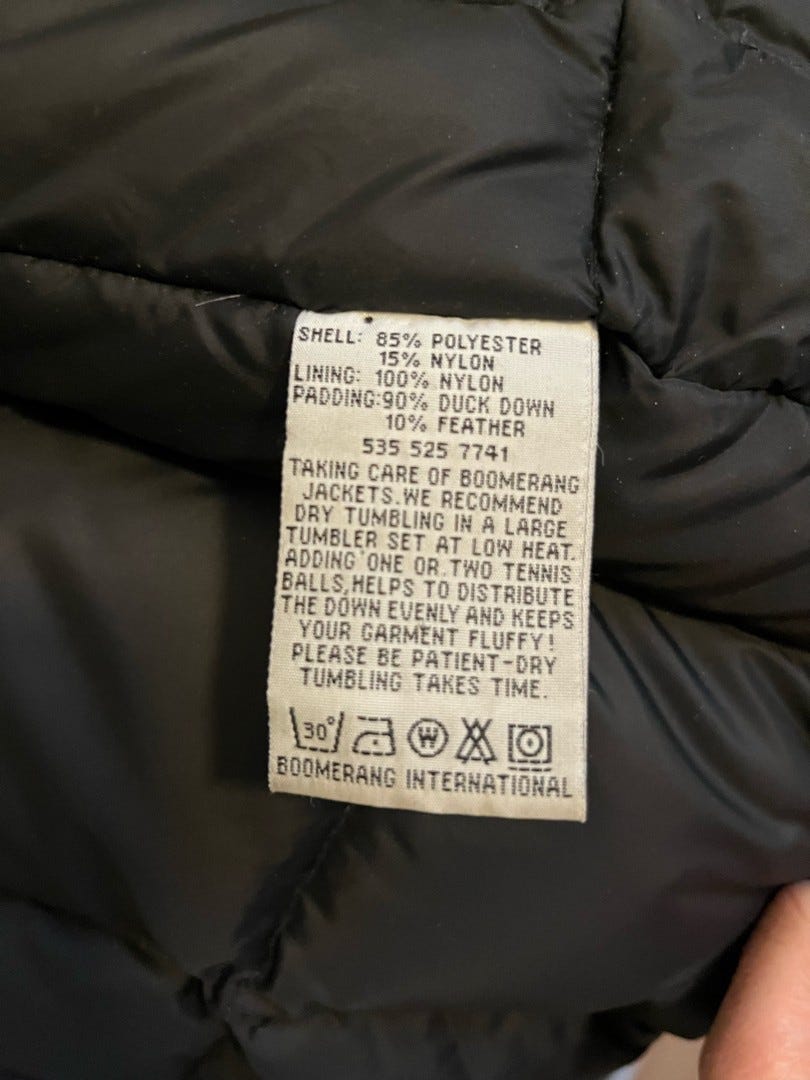 SHELL: 85% POLYESTER
15% NYLON
LINING: 100% NYLON
PADDING:90% DUCK DOWN
10% FEATHER
535 525 7741
TAKING CARE OF BOOMERANG
JACKETS.WE RECOMMEND
DRY TUMBLING IN A LARGE
TUMBLER SET AT LOW HEAT.
ADDING ONE OR TWO TENNIS
BALLS,HELPS TO DISTRIBUTE
THE DOWN EVENLY AND KEEPS
YOUR GARMENT FLUFFY!
PLEASE BE PATIENT-DRY
TUMBLING TAKES TIME.
30° W
BOOMERANG INTERNATIONAL